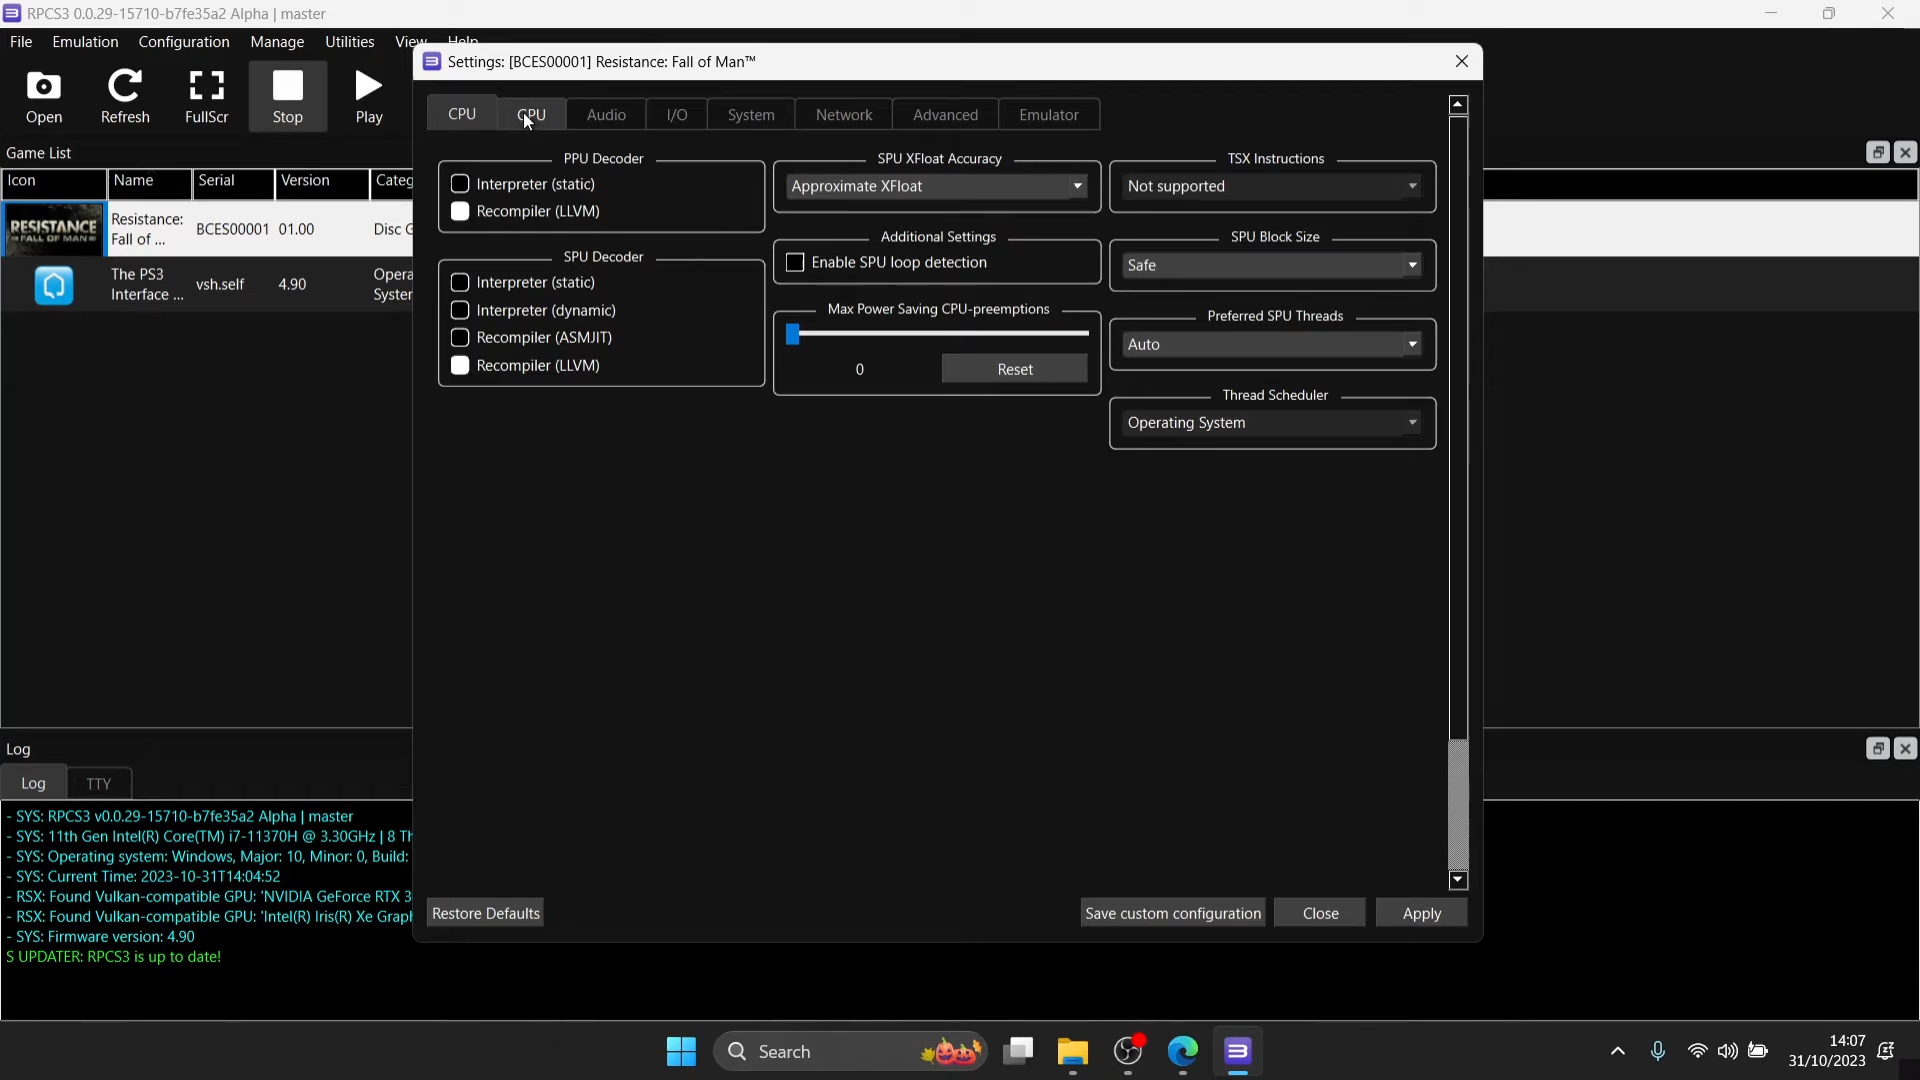 RPCS3 0.0.29-15710-b7fe35a2 Alpha | master
File Emulation Configuration Manage Utilities View Help
Open Refresh FullScr Stop Play
Game List
Icon Name Serial Version Categ
RESISTANCE
FALL OF MAN
Resistance:
Fall of ...
BCES00001 01.00 Disc G
The PS3
Interface ...
vsh.self 4.90 Opera
System
Settings: [BCES00001] Resistance: Fall of Man™
CPU GPU Audio I/O System Network Advanced Emulator
PPU Decoder
Interpreter (static)
Recompiler (LLVM)
SPU Decoder
Interpreter (static)
Interpreter (dynamic)
Recompiler (ASMJIT)
Recompiler (LLVM)
SPU XFloat Accuracy
Approximate XFloat
Additional Settings
Enable SPU loop detection
Max Power Saving CPU-preemptions
0 Reset
TSX Instructions
Not supported
SPU Block Size
Safe
Preferred SPU Threads
Auto
Thread Scheduler
Operating System
Restore Defaults Save custom configuration Close Apply
Log
Log TTY
- SYS: RPCS3 v0.0.29-15710-b7fe35a2 Alpha | master
- SYS: 11th Gen Intel(R) Core(TM) i7-11370H @ 3.30GHz | 8 Th
- SYS: Operating system: Windows, Major: 10, Minor: 0, Build:
- SYS: Current Time: 2023-10-31T14:04:52
- RSX: Found Vulkan-compatible GPU: 'NVIDIA GeForce RTX 3
- RSX: Found Vulkan-compatible GPU: 'Intel(R) Iris(R) Xe Graph
- SYS: Firmware version: 4.90
S UPDATER: RPCS3 is up to date!
Search
14:07
31/10/2023